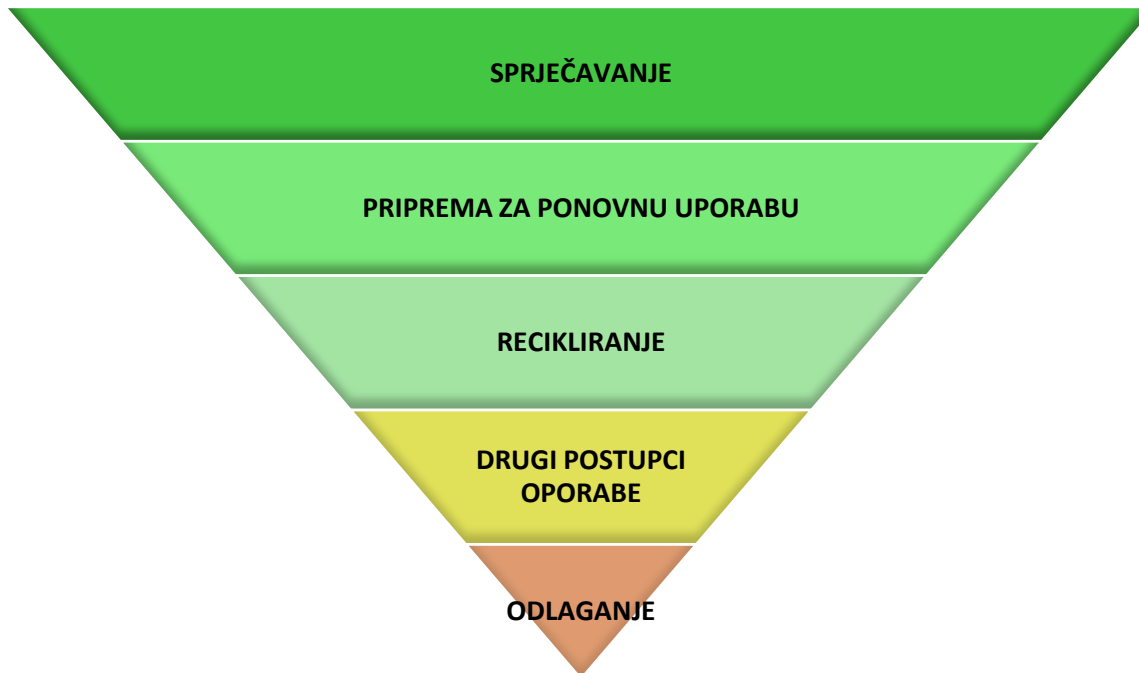 SPRJEČAVANJE
PRIPREMA ZA PONOVNU UPORABU
RECIKLIRANJE
DRUGI POSTUPCI
OPORABE
ODLAGANJE